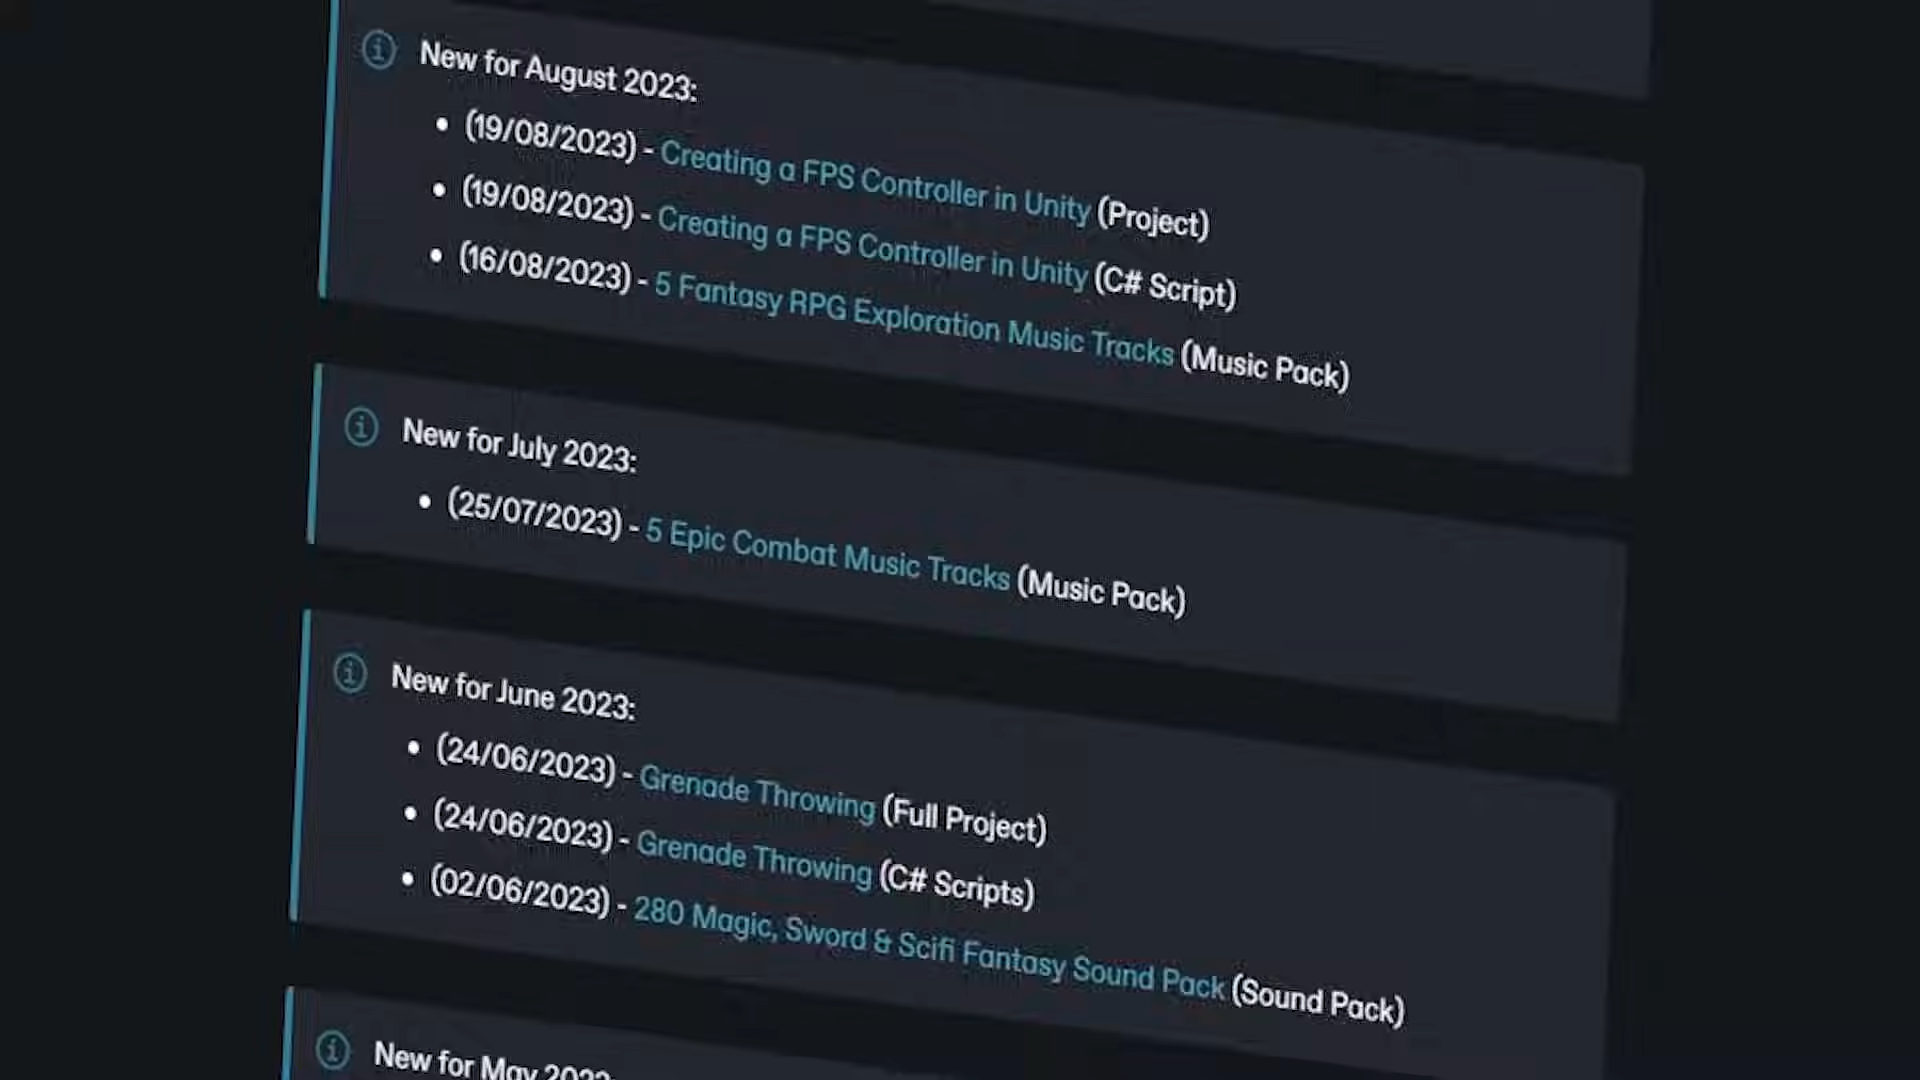 New for August 2023:
(19/08/2023) - Creating a FPS Controller in Unity (Project)
(19/08/2023) - Creating a FPS Controller in Unity (C# Script)
(16/08/2023) - 5 Fantasy RPG Exploration Music Tracks (Music Pack)
New for July 2023:
(25/07/2023) - 5 Epic Combat Music Tracks (Music Pack)
New for June 2023:
(24/06/2023) - Grenade Throwing (Full Project)
(24/06/2023) - Grenade Throwing (C# Scripts)
(02/06/2023) - 280 Magic, Sword & Scifi Fantasy Sound Pack (Sound Pack)
New for May